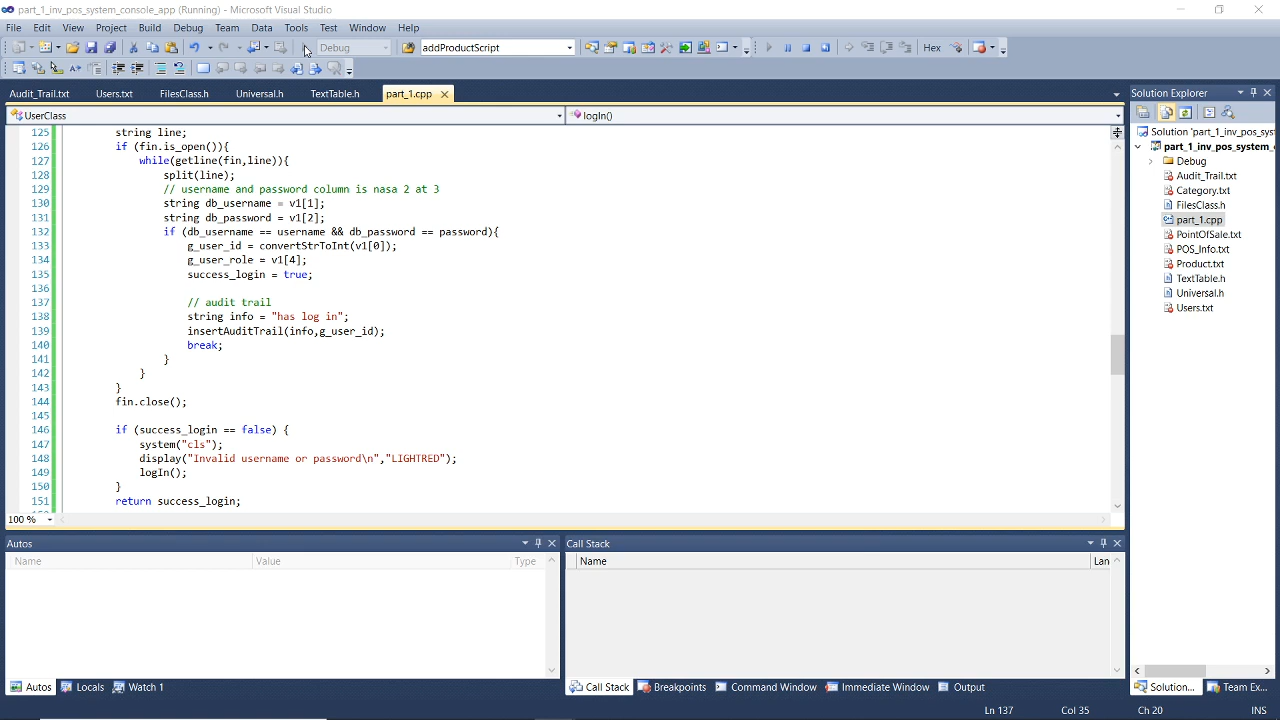 part_1_inv_pos_system_console_app (Running) - Microsoft Visual Studio
File Edit View Project Build Debug Team Data Tools Test Window Help
Debug addProductScript Hex
Audit_Trail.txt Users.txt FilesClass.h Universal.h TextTable.h part_1.cpp Solution Explorer
UserClass logIn()
125 string line;
126 if (fin.is_open()){
127 while(getline(fin,line)){
128 split(line);
129 // username and password column is nasa 2 at 3
130 string db_username = v1[1];
131 string db_password = v1[2];
132 if (db_username == username && db_password == password){
133 g_user_id = convertStrToInt(v1[0]);
134 g_user_role = v1[4];
135 success_login = true;
136
137 // audit trail
138 string info = "has log in";
139 insertAuditTrail(info,g_user_id);
140 break;
141 }
142 }
143 }
144 fin.close();
145
146 if (success_login == false) {
147 system("cls");
148 display("Invalid username or password\n","LIGHTRED");
149 logIn();
150 }
151 return success_login;
100 %
Solution 'part_1_inv_pos_sys
part_1_inv_pos_system_
Debug
Audit_Trail.txt
Category.txt
FilesClass.h
part_1.cpp
PointOfSale.txt
POS_Info.txt
Product.txt
TextTable.h
Universal.h
Users.txt
Autos
Name Value Type
Call Stack
Name Lan
Autos Locals Watch 1
Call Stack Breakpoints Command Window Immediate Window Output
Solution... Team Ex...
Ln 137 Col 35 Ch 20 INS